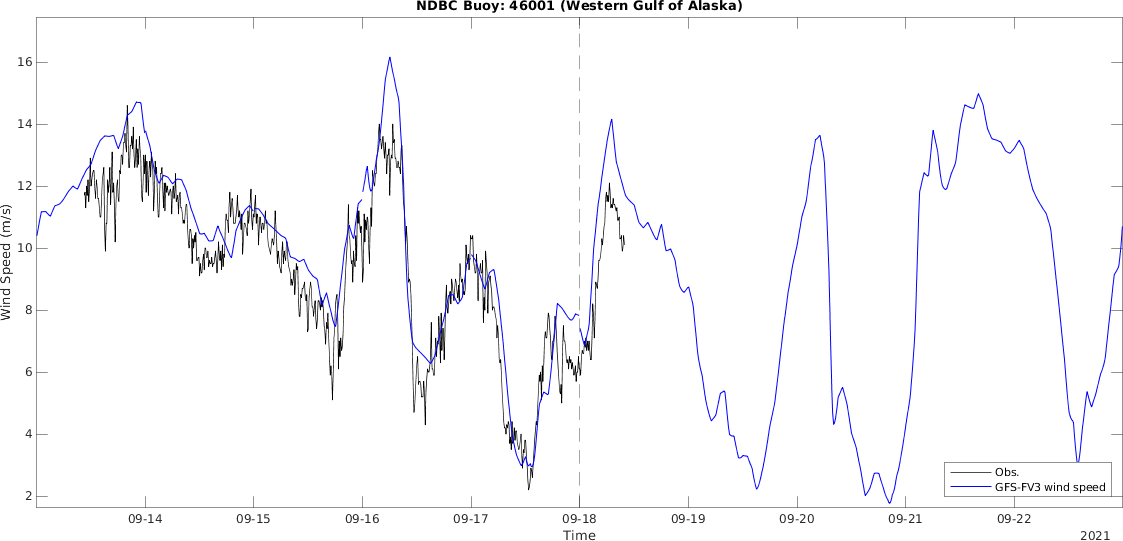 NDBC Buoy: 46001 (Western Gulf of Alaska)
16
14
12
10
8
6
4
2
Wind Speed (m/s)
09-14 09-15 09-16 09-17 09-18 09-19 09-20 09-21 09-22
Time
2021
Obs.
GFS-FV3 wind speed